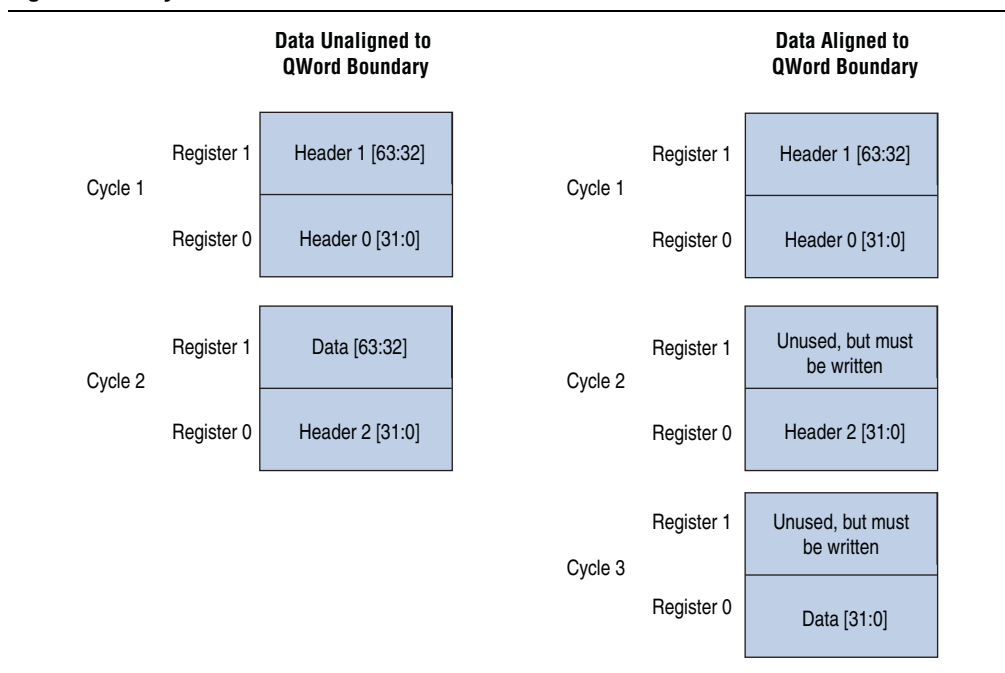 Data Unaligned to
QWord Boundary
Register 1
Header 1 [63:32]
Cycle 1
Register 0
Header 0 [31:0]
Register 1
Data [63:32]
Cycle 2
Register 0
Header 2 [31:0]
Data Aligned to
QWord Boundary
Register 1
Header 1 [63:32]
Cycle 1
Register 0
Header 0 [31:0]
Register 1
Unused, but must
be written
Cycle 2
Register 0
Header 2 [31:0]
Register 1
Unused, but must
be written
Cycle 3
Register 0
Data [31:0]